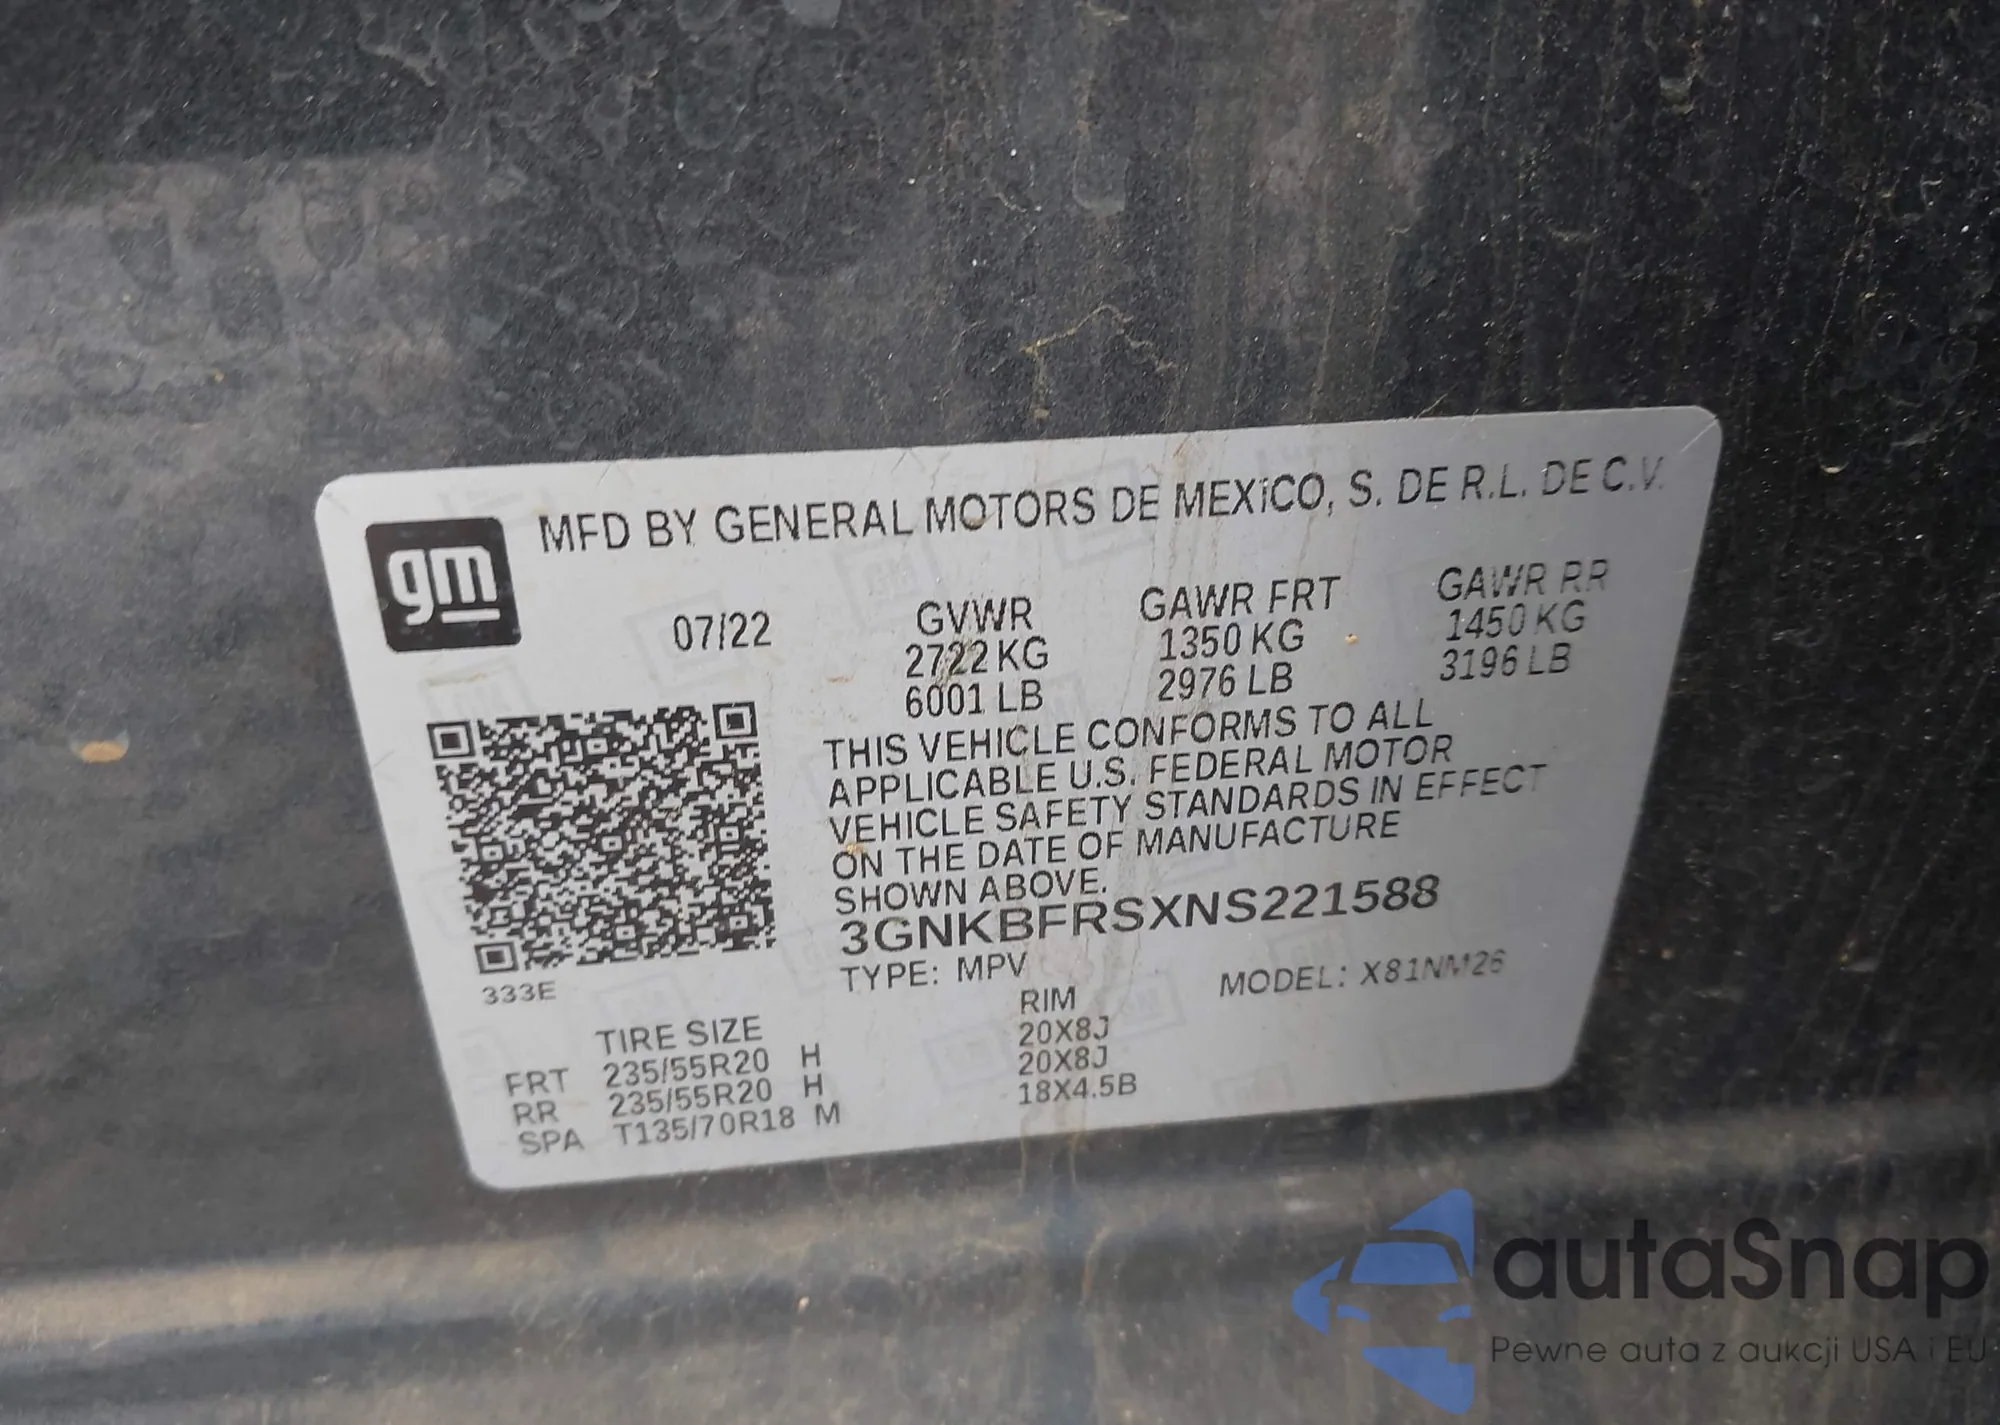 MFD BY GENERAL MOTORS DE MEXICO, S. DE R.L. DE C.V.
gm
07/22
GVWR GAWR FRT GAWR RR
2722 KG 1350 KG 1450 KG
6001 LB 2976 LB 3196 LB
THIS VEHICLE CONFORMS TO ALL
APPLICABLE U.S. FEDERAL MOTOR
VEHICLE SAFETY STANDARDS IN EFFECT
ON THE DATE OF MANUFACTURE
SHOWN ABOVE.
3GNKBFRSXNS221588
TYPE: MPV MODEL: X81NM26
333E
TIRE SIZE RIM
FRT 235/55R20 H 20X8J
RR 235/55R20 H 20X8J
SPA T135/70R18 M 18X4.5B
autaSnap
Pewne auta z aukcji USA i EU